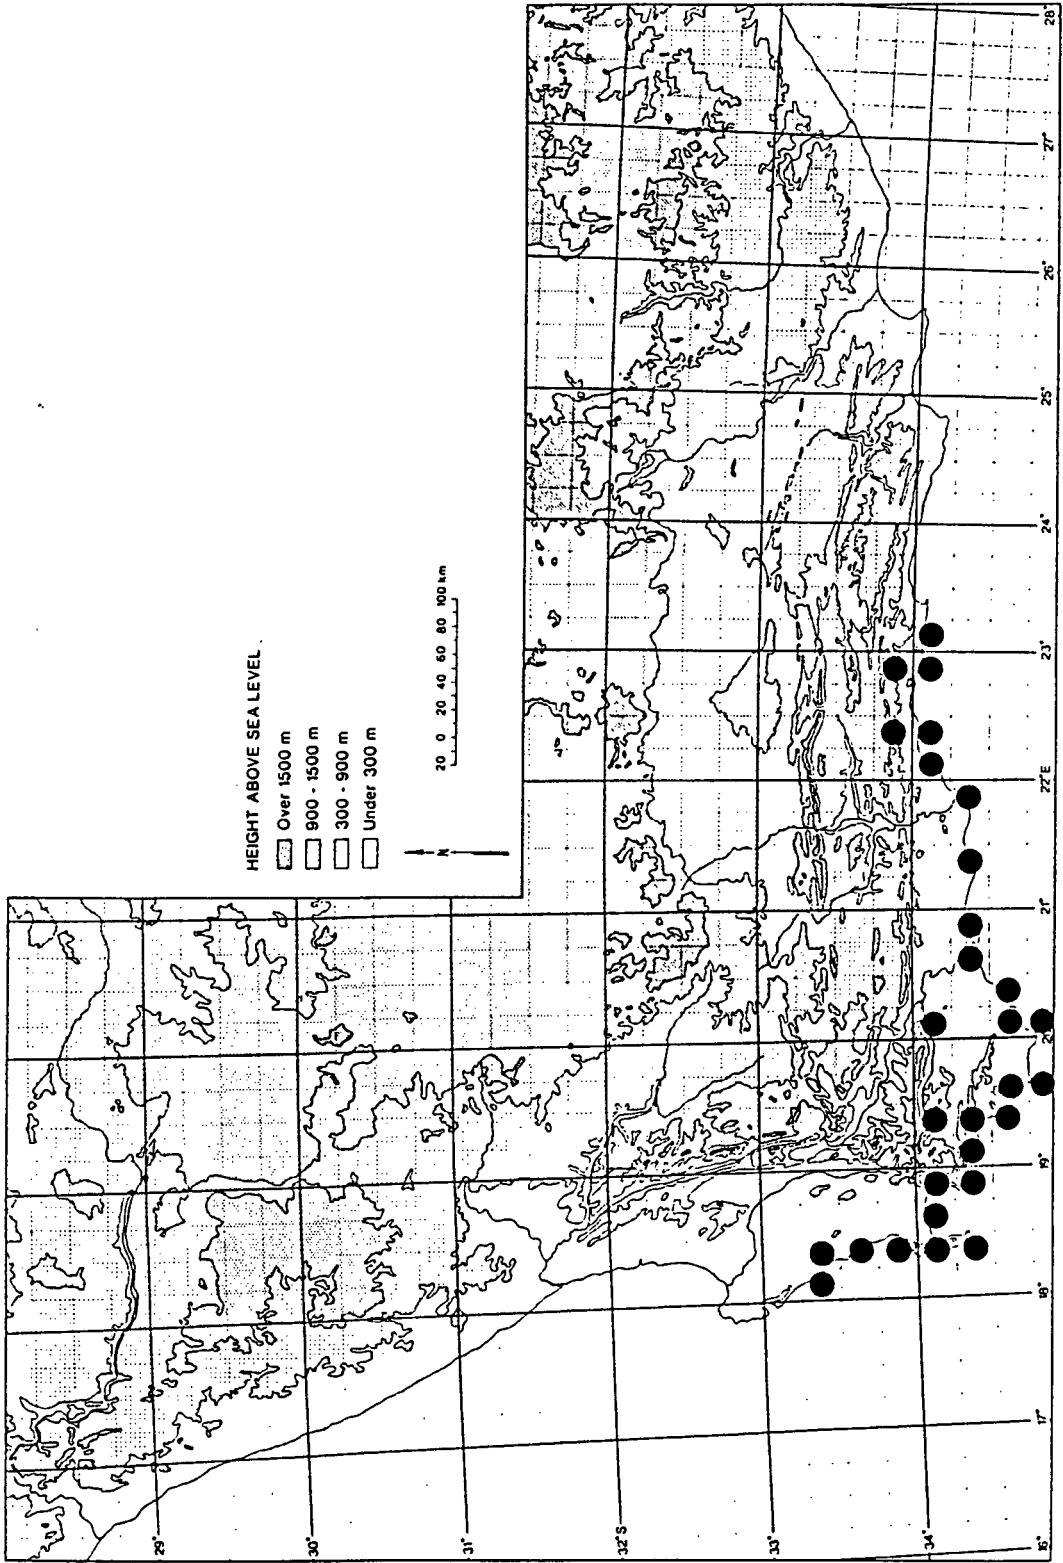 HEIGHT ABOVE SEA LEVEL
Over 1500 m
900 - 1500 m
300 - 900 m
Under 300 m
N
20 0 20 40 60 80 100 km
29°
30°
31°
32°S
33°
34°
16°
17°
18°
19°
20°
21°
22°E
23°
24°
25°
26°
27°
28°